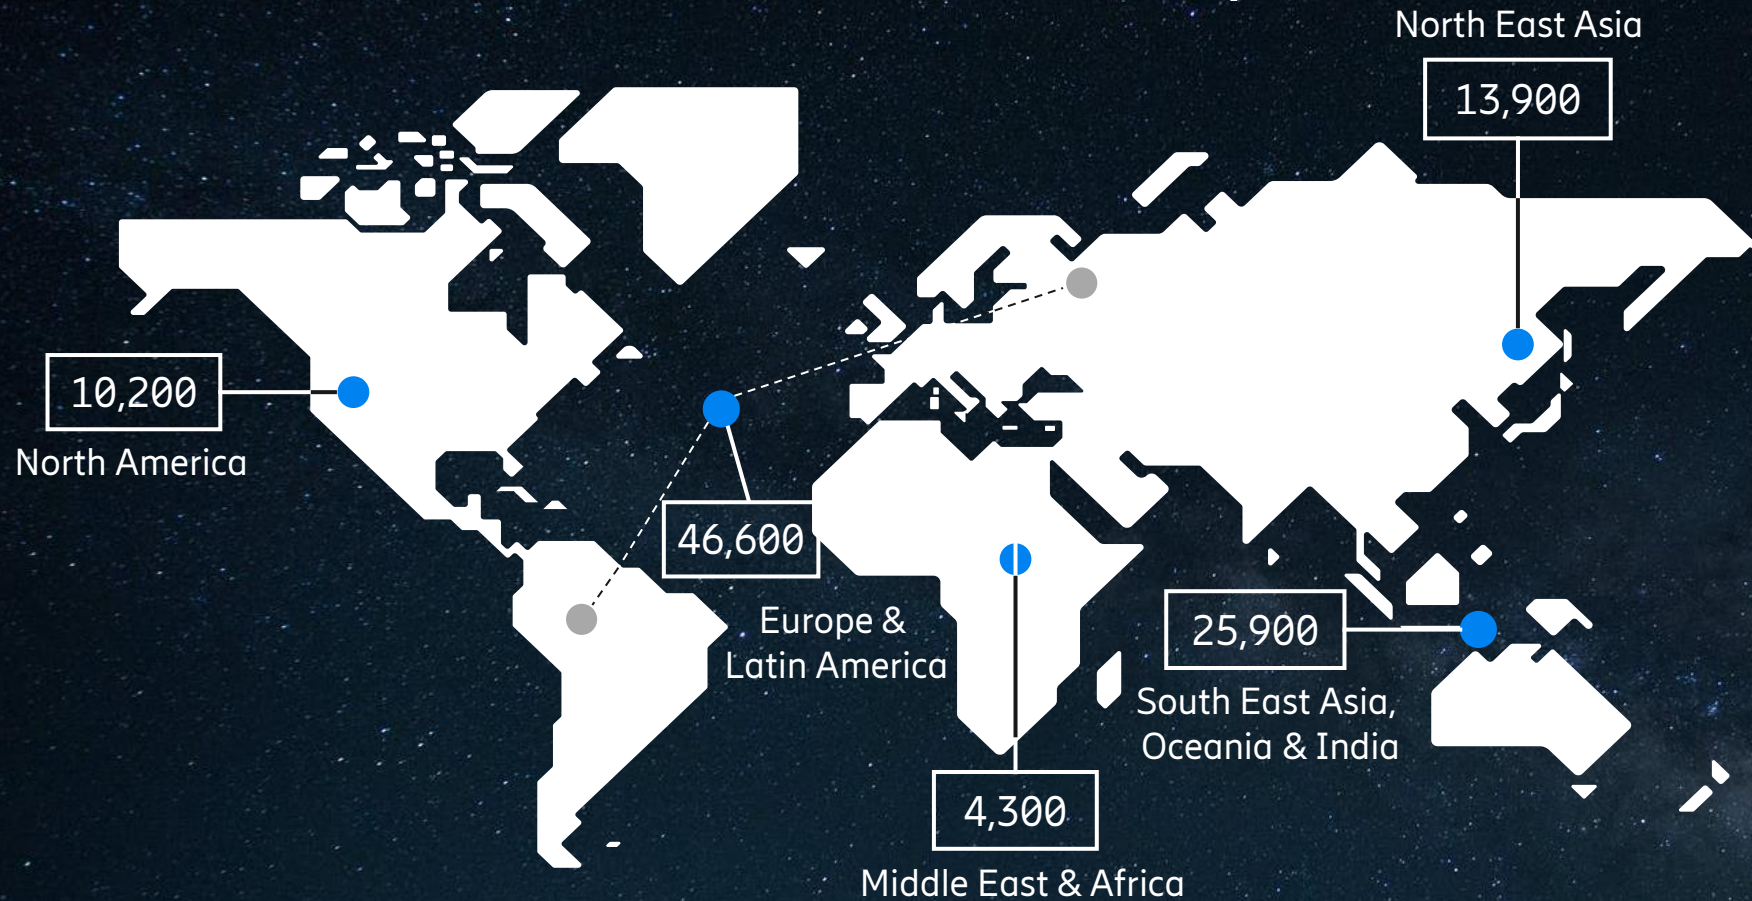 North East Asia
13,900
10,200
North America
46,600
Europe &
Latin America
25,900
South East Asia,
Oceania & India
4,300
Middle East & Africa